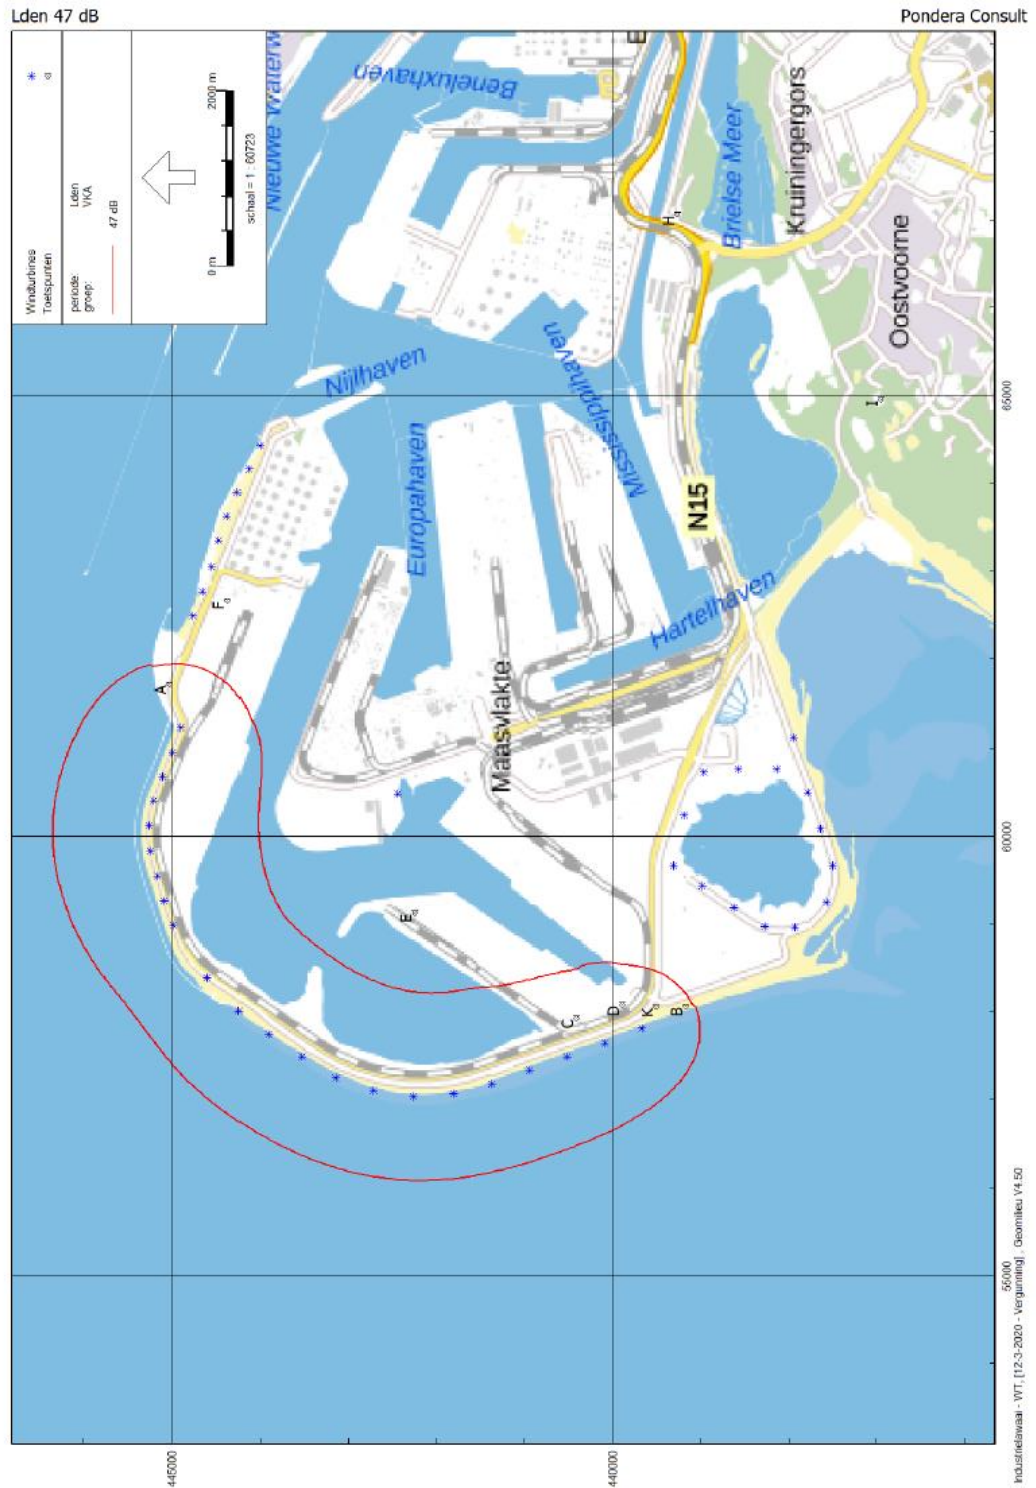 Lden 47 dB
Pondera Consult
Windturbines
Toetspunten
periode: Lden
groep: VKA
47 dB
0 m 2000 m
schaal = 1 : 60723
Nieuwe Waterw
Beneluxhaven
Brielse Meer
Kruiningergors
Oostvoorne
Nijlhaven
Mississippihaven
Europahaven
N15
Hartelhaven
Maasvlakte
A
B
C
D
E
F
H
I
K
E
445000
440000
65000
60000
55000
Industrielawaai - WT, [12-3-2020 - Vergunning] , Geomilieu V4.50